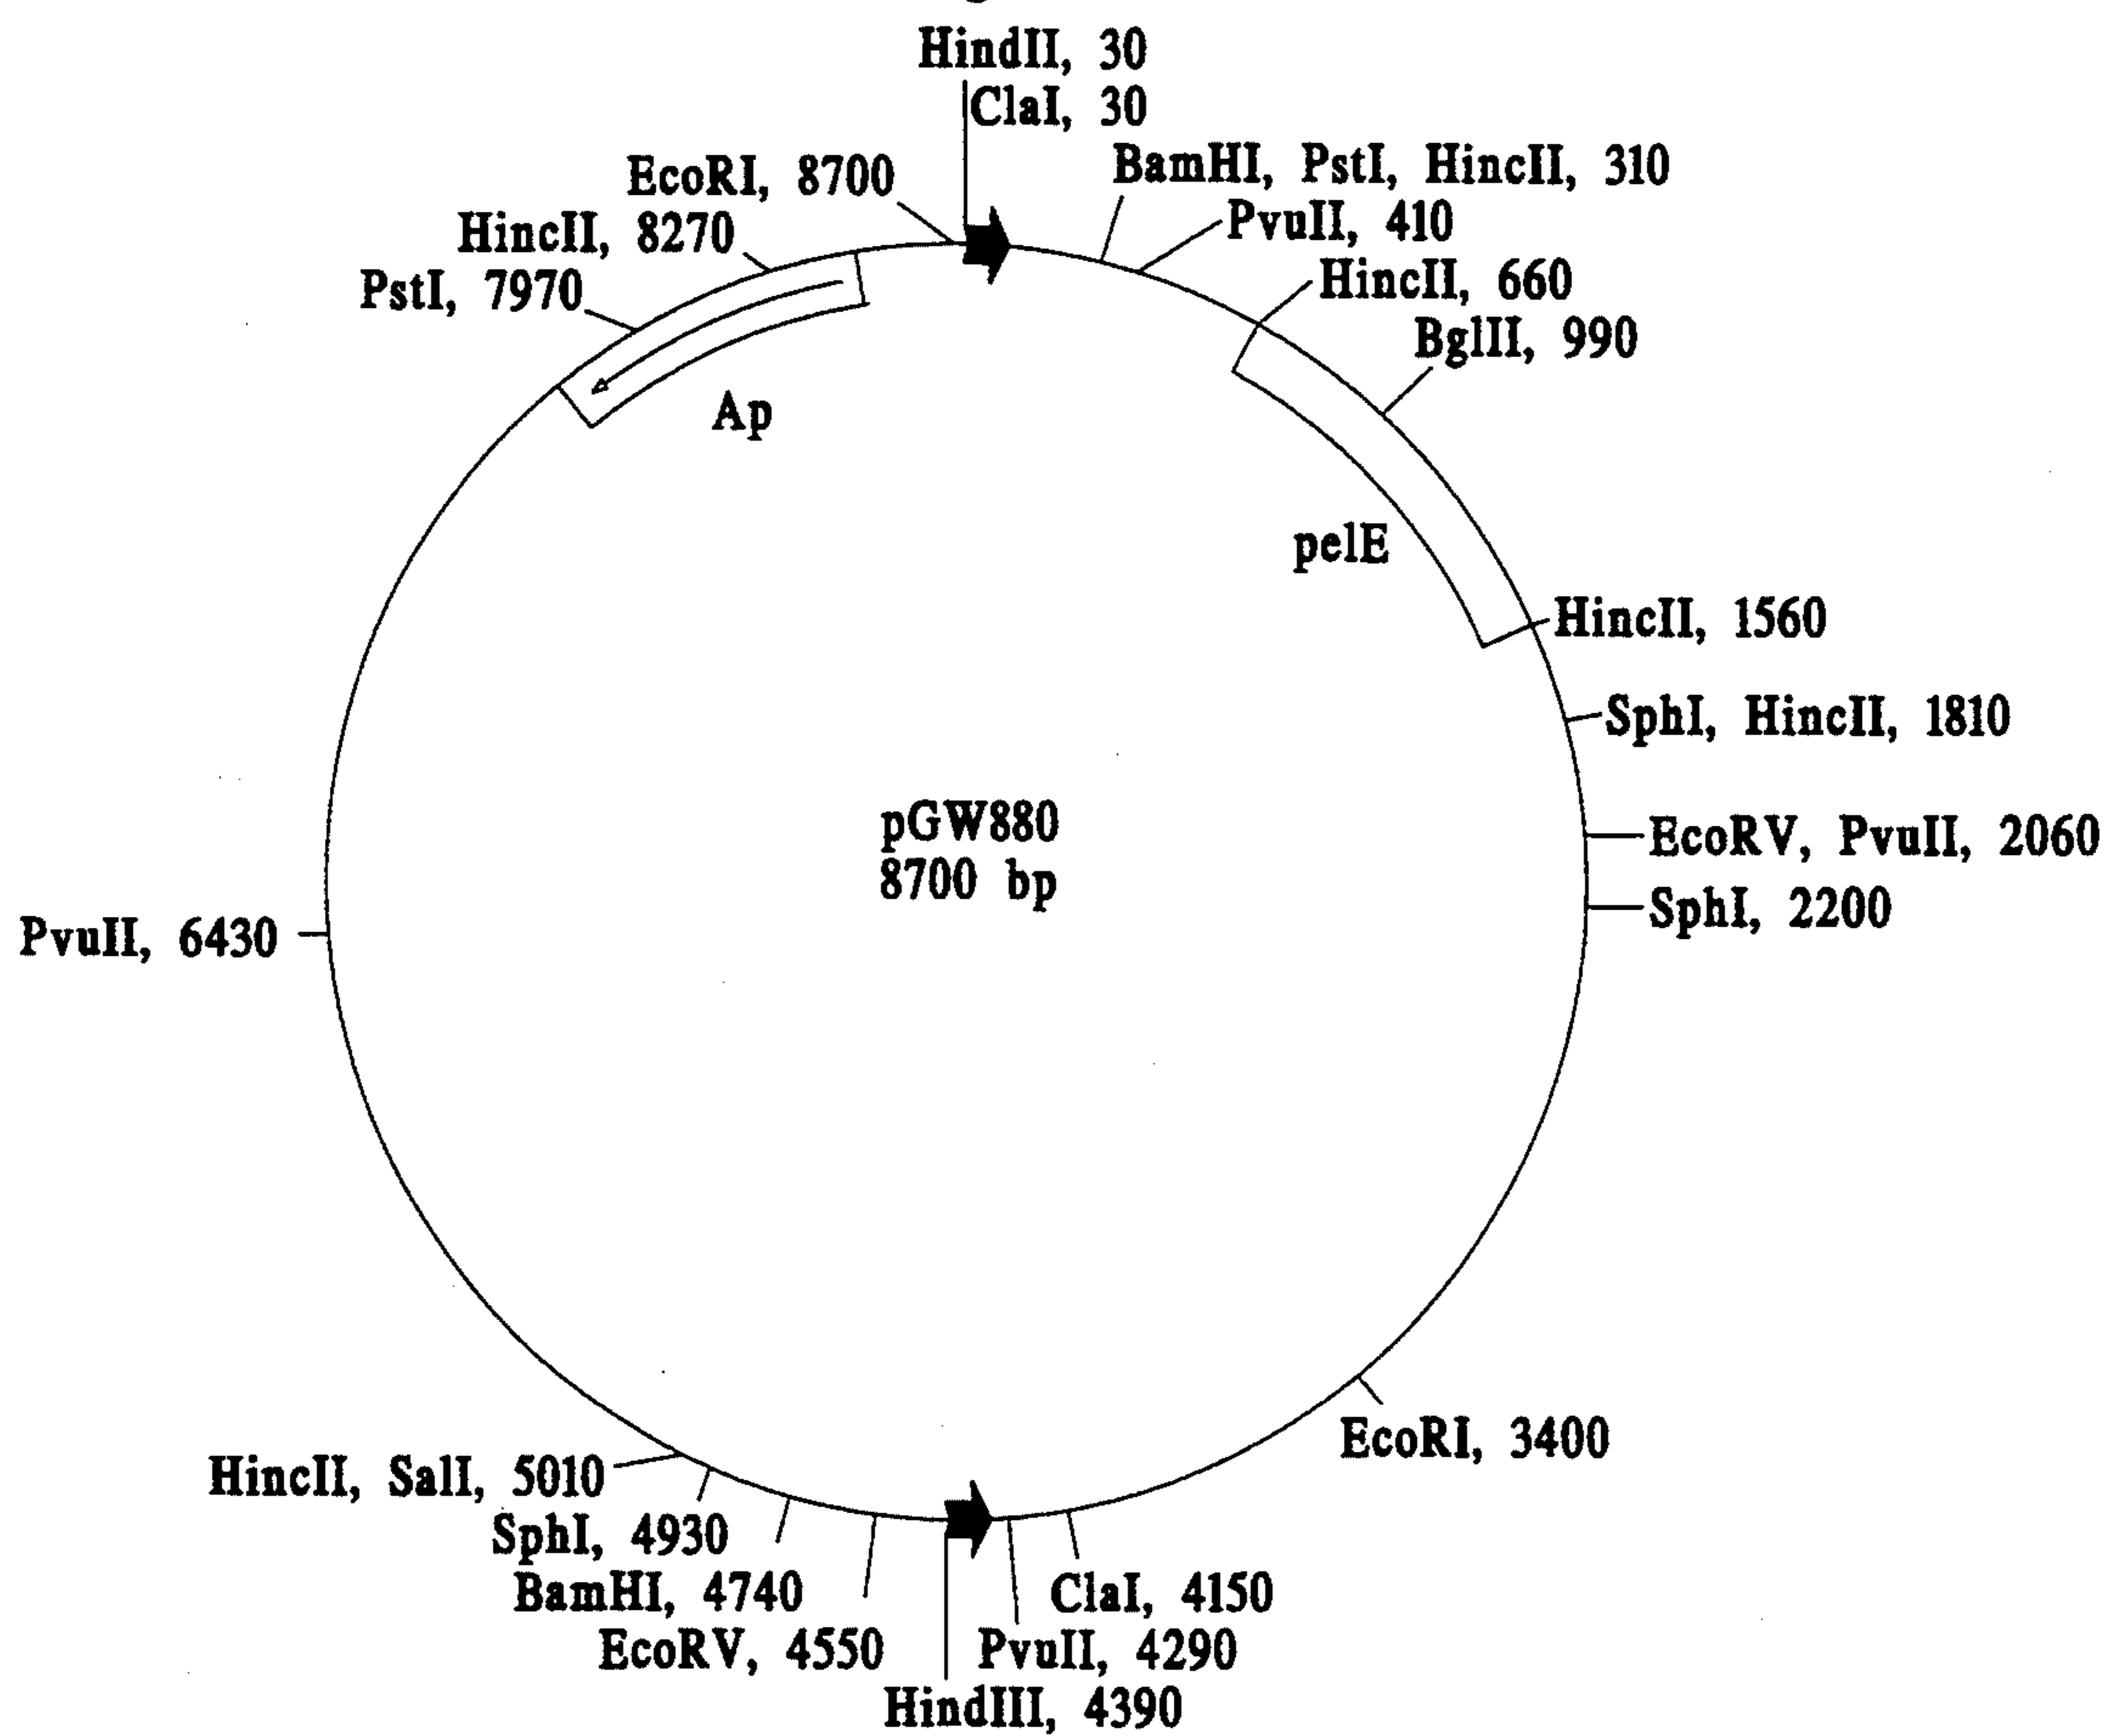 HindII, 30
ClaI, 30
EcoRI, 8700
BamHI, PstI, HincII, 310
HincII, 8270
PvuII, 410
PstI, 7970
HincII, 660
BglII, 990
Ap
pelE
HincII, 1560
SphI, HincII, 1810
pGW880
8700 bp
EcoRV, PvuII, 2060
SphI, 2200
PvuII, 6430
EcoRI, 3400
HincII, SalI, 5010
SphI, 4930
BamHI, 4740
ClaI, 4150
EcoRV, 4550
PvuII, 4290
HindIII, 4390